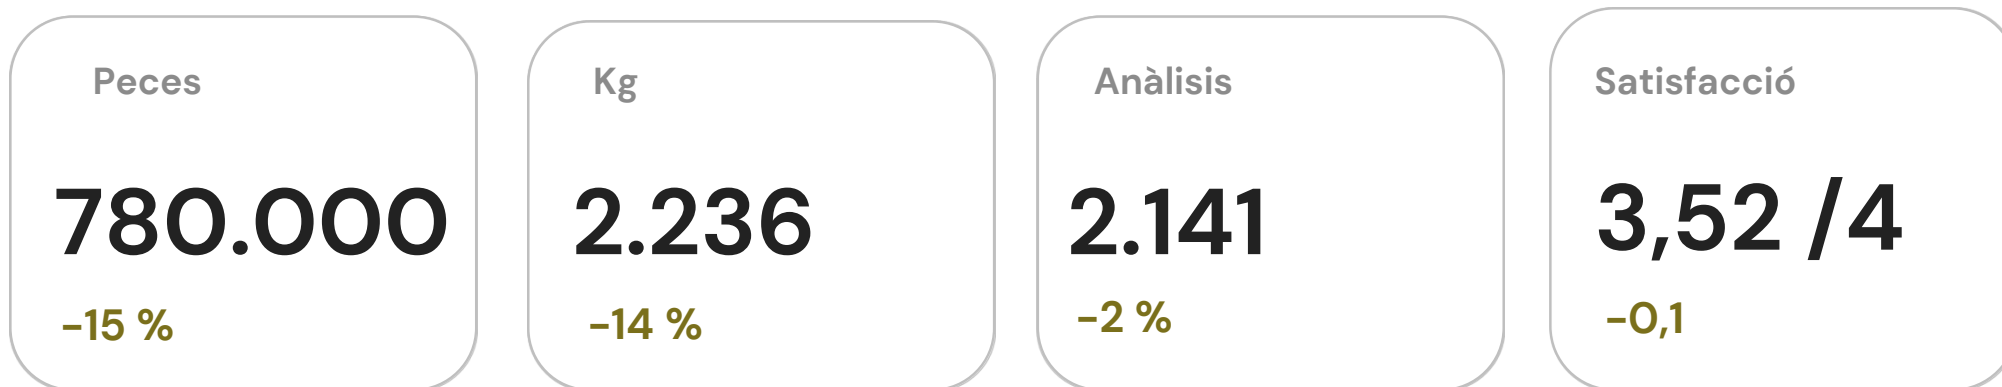 Peces
780.000
-15 %
Kg
2.236
-14 %
Anàlisis
2.141
-2 %
Satisfacció
3,52 /4
-0,1